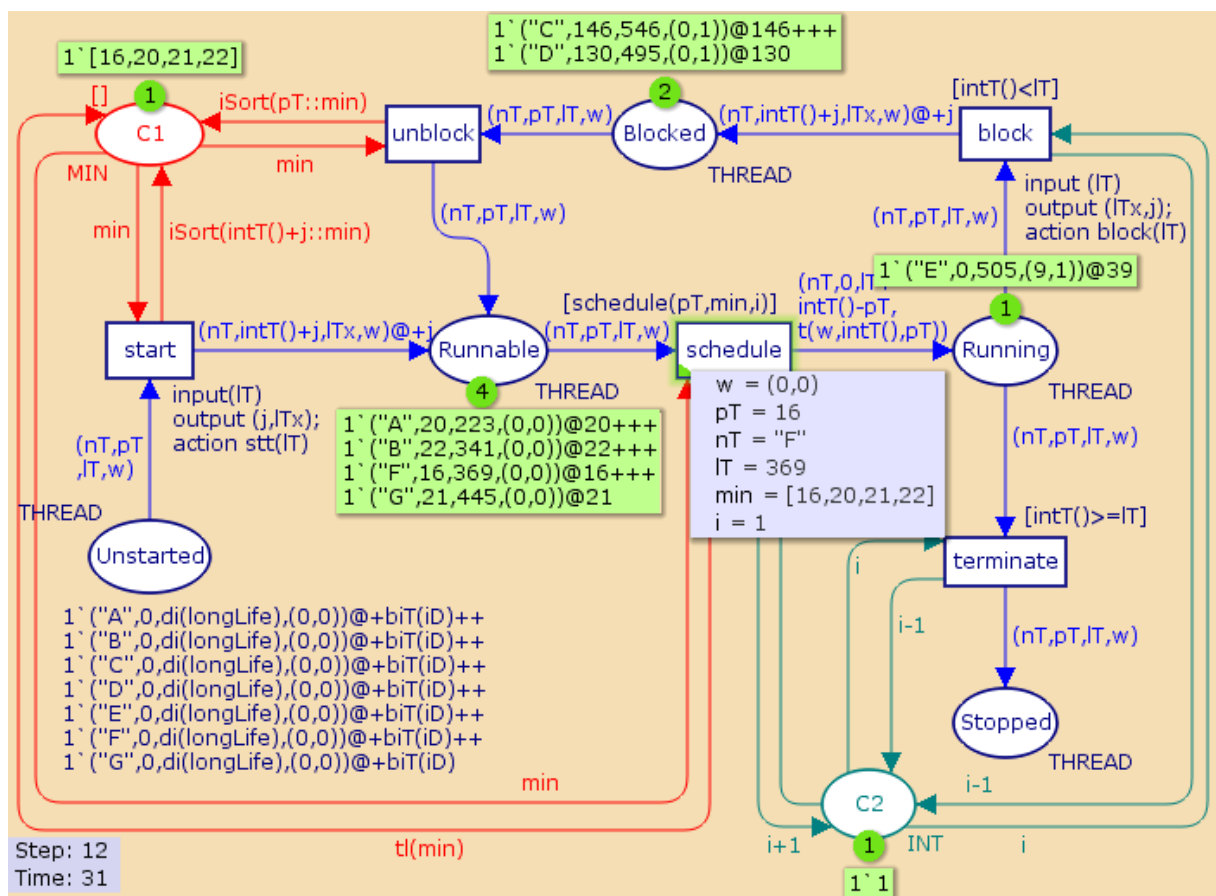 1`("C",146,546,(0,1))@146+++
1`("D",130,495,(0,1))@130
1`[16,20,21,22]
[]
1
iSort(pT::min)
2
[intT()<lT]
C1
unblock
(nT,pT,lT,w)
Blocked
(nT,intT()+j,lTx,w)@+j
block
MIN
min
THREAD
input (lT)
output (lTx,j);
action block(lT)
(nT,pT,lT,w)
(nT,pT,lT,w)
min
iSort(intT()+j::min)
1`("E",0,505,(9,1))@39
[schedule(pT,min,i)]
(nT,0,lT+
intT()-pT,
t(w,intT(),pT))
1
start
(nT,intT()+j,lTx,w)@+j
Runnable
(nT,pT,lT,w)
schedule
Running
THREAD
THREAD
4
input(lT)
output (j,lTx);
action stt(lT)
1`("A",20,223,(0,0))@20+++
1`("B",22,341,(0,0))@22+++
1`("F",16,369,(0,0))@16+++
1`("G",21,445,(0,0))@21
w = (0,0)
pT = 16
nT = "F"
lT = 369
min = [16,20,21,22]
i = 1
(nT,pT
,lT,w)
(nT,pT,lT,w)
THREAD
Unstarted
[intT()>=lT]
i
terminate
1`("A",0,di(longLife),(0,0))@+biT(iD)++
1`("B",0,di(longLife),(0,0))@+biT(iD)++
1`("C",0,di(longLife),(0,0))@+biT(iD)++
1`("D",0,di(longLife),(0,0))@+biT(iD)++
1`("E",0,di(longLife),(0,0))@+biT(iD)++
1`("F",0,di(longLife),(0,0))@+biT(iD)++
1`("G",0,di(longLife),(0,0))@+biT(iD)
i-1
(nT,pT,lT,w)
Stopped
THREAD
min
i-1
C2
tl(min)
i+1
1
INT
i
1`1
Step: 12
Time: 31